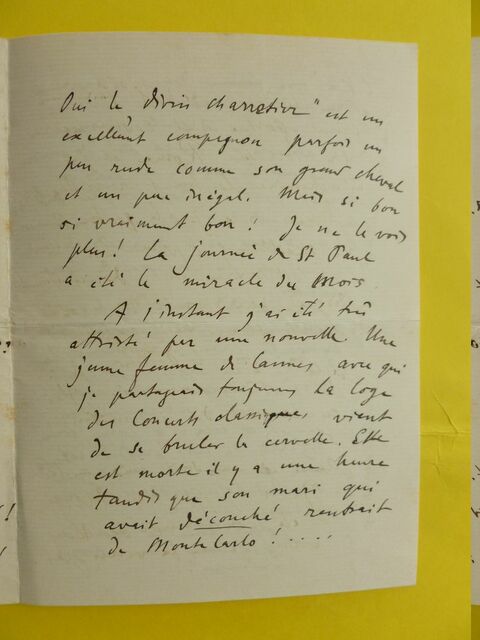 Oui le divin charretier" est un
excellent compagnon parfois un
peu rude comme son grand cheval
et un peu inégal. Mais si bon
si vraiment bon! Je ne le vois
plus! La journée de St Paul
a été le miracle du Mois.
A l'instant j'ai été très
attristé par une nouvelle. Une
jeune femme de Cannes avec qui
je partageais toujours la loge
des Concerts classiques, vient
de se bruler la cervelle. Elle
est morte il y a une heure
tandis que son mari qui
avait découché rentrait
de Monte Carlo!....